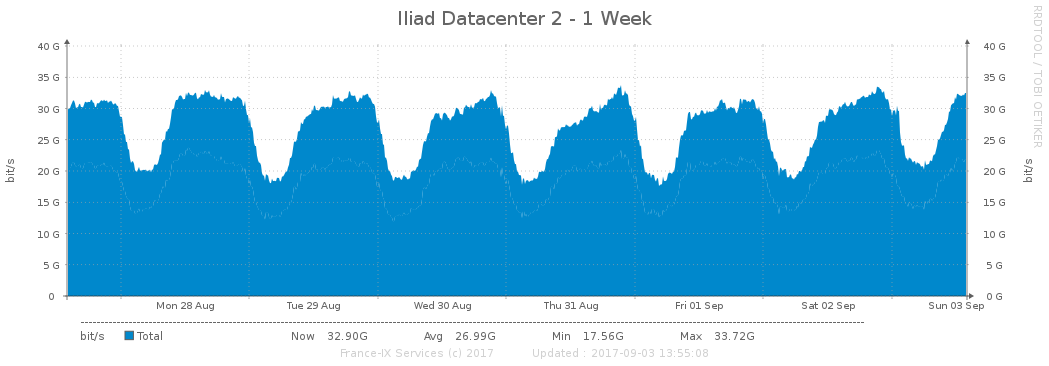 Iliad Datacenter 2 - 1 Week
RRDTOOL / TOBI OETIKER
bit/s
40 G
35 G
30 G
25 G
20 G
15 G
10 G
5 G
0
40 G
35 G
30 G
25 G
20 G
15 G
10 G
5 G
0 G
bit/s
Mon 28 Aug Tue 29 Aug Wed 30 Aug Thu 31 Aug Fri 01 Sep Sat 02 Sep Sun 03 Sep
bit/s Total Now 32.90G Avg 26.99G Min 17.56G Max 33.72G
France-IX Services (c) 2017 Updated : 2017-09-03 13:55:08